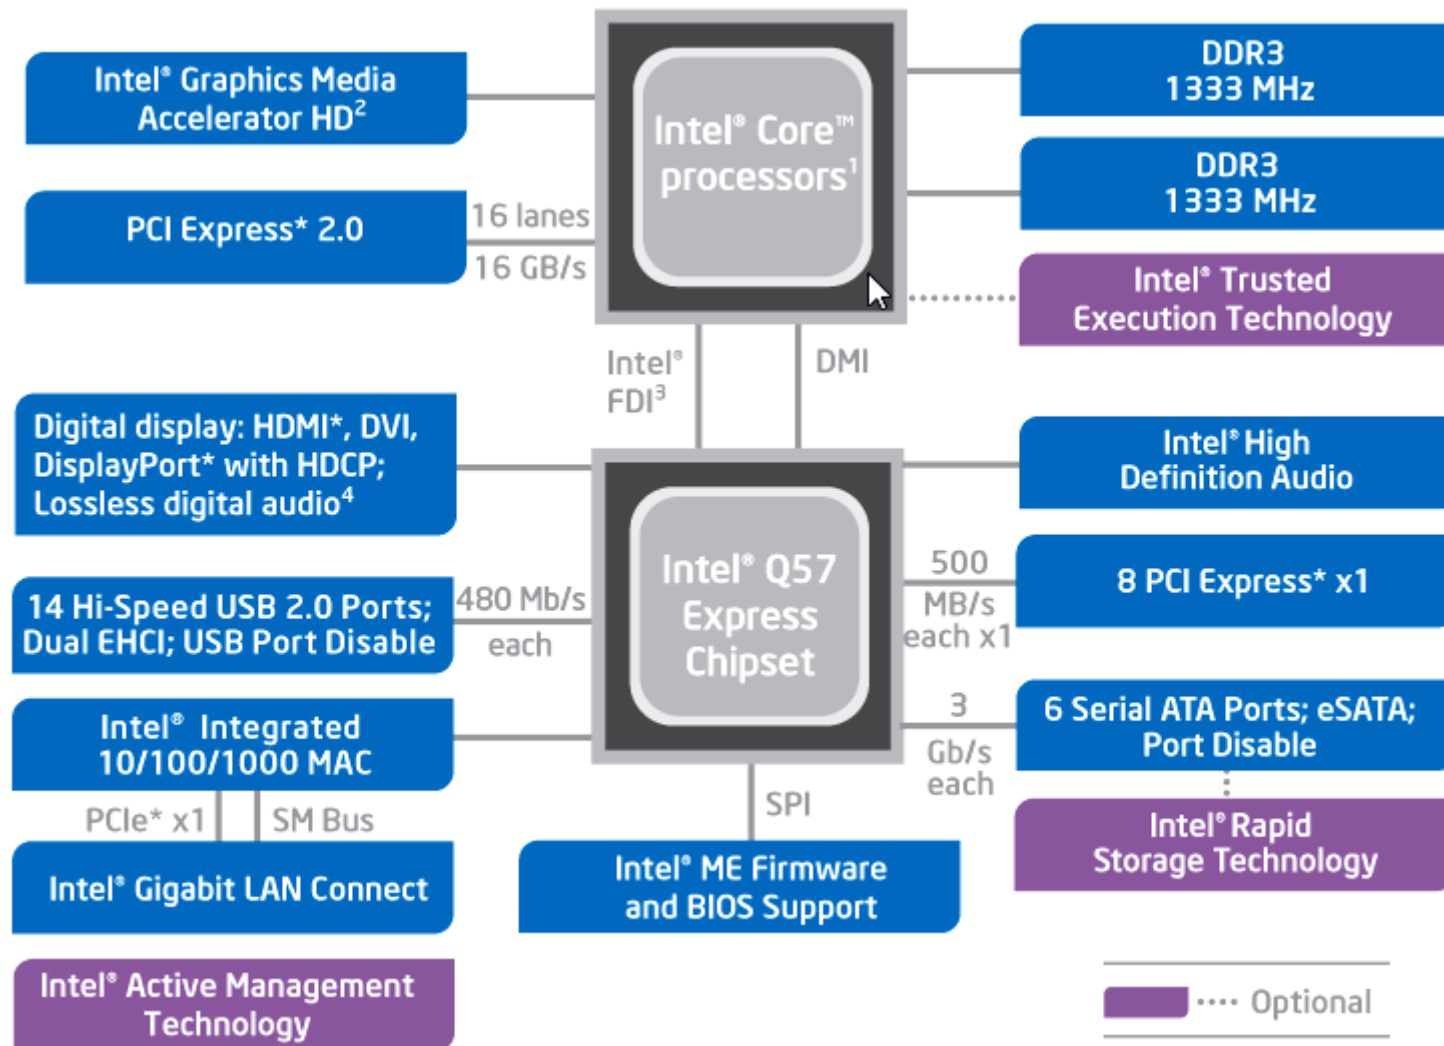 Intel® Graphics Media
Accelerator HD²
PCI Express* 2.0
16 lanes
16 GB/s
Intel® Core™
processors¹
DDR3
1333 MHz
DDR3
1333 MHz
Intel® Trusted
Execution Technology
Intel®
FDI³
DMI
Digital display: HDMI*, DVI,
DisplayPort* with HDCP;
Lossless digital audio⁴
14 Hi-Speed USB 2.0 Ports;
Dual EHCI; USB Port Disable
480 Mb/s
each
Intel® Q57
Express
Chipset
Intel® High
Definition Audio
500
MB/s
each x1
8 PCI Express* x1
3
Gb/s
each
6 Serial ATA Ports; eSATA;
Port Disable
Intel® Rapid
Storage Technology
Intel® Integrated
10/100/1000 MAC
PCIe* x1
SM Bus
Intel® Gigabit LAN Connect
SPI
Intel® ME Firmware
and BIOS Support
Intel® Active Management
Technology
Optional